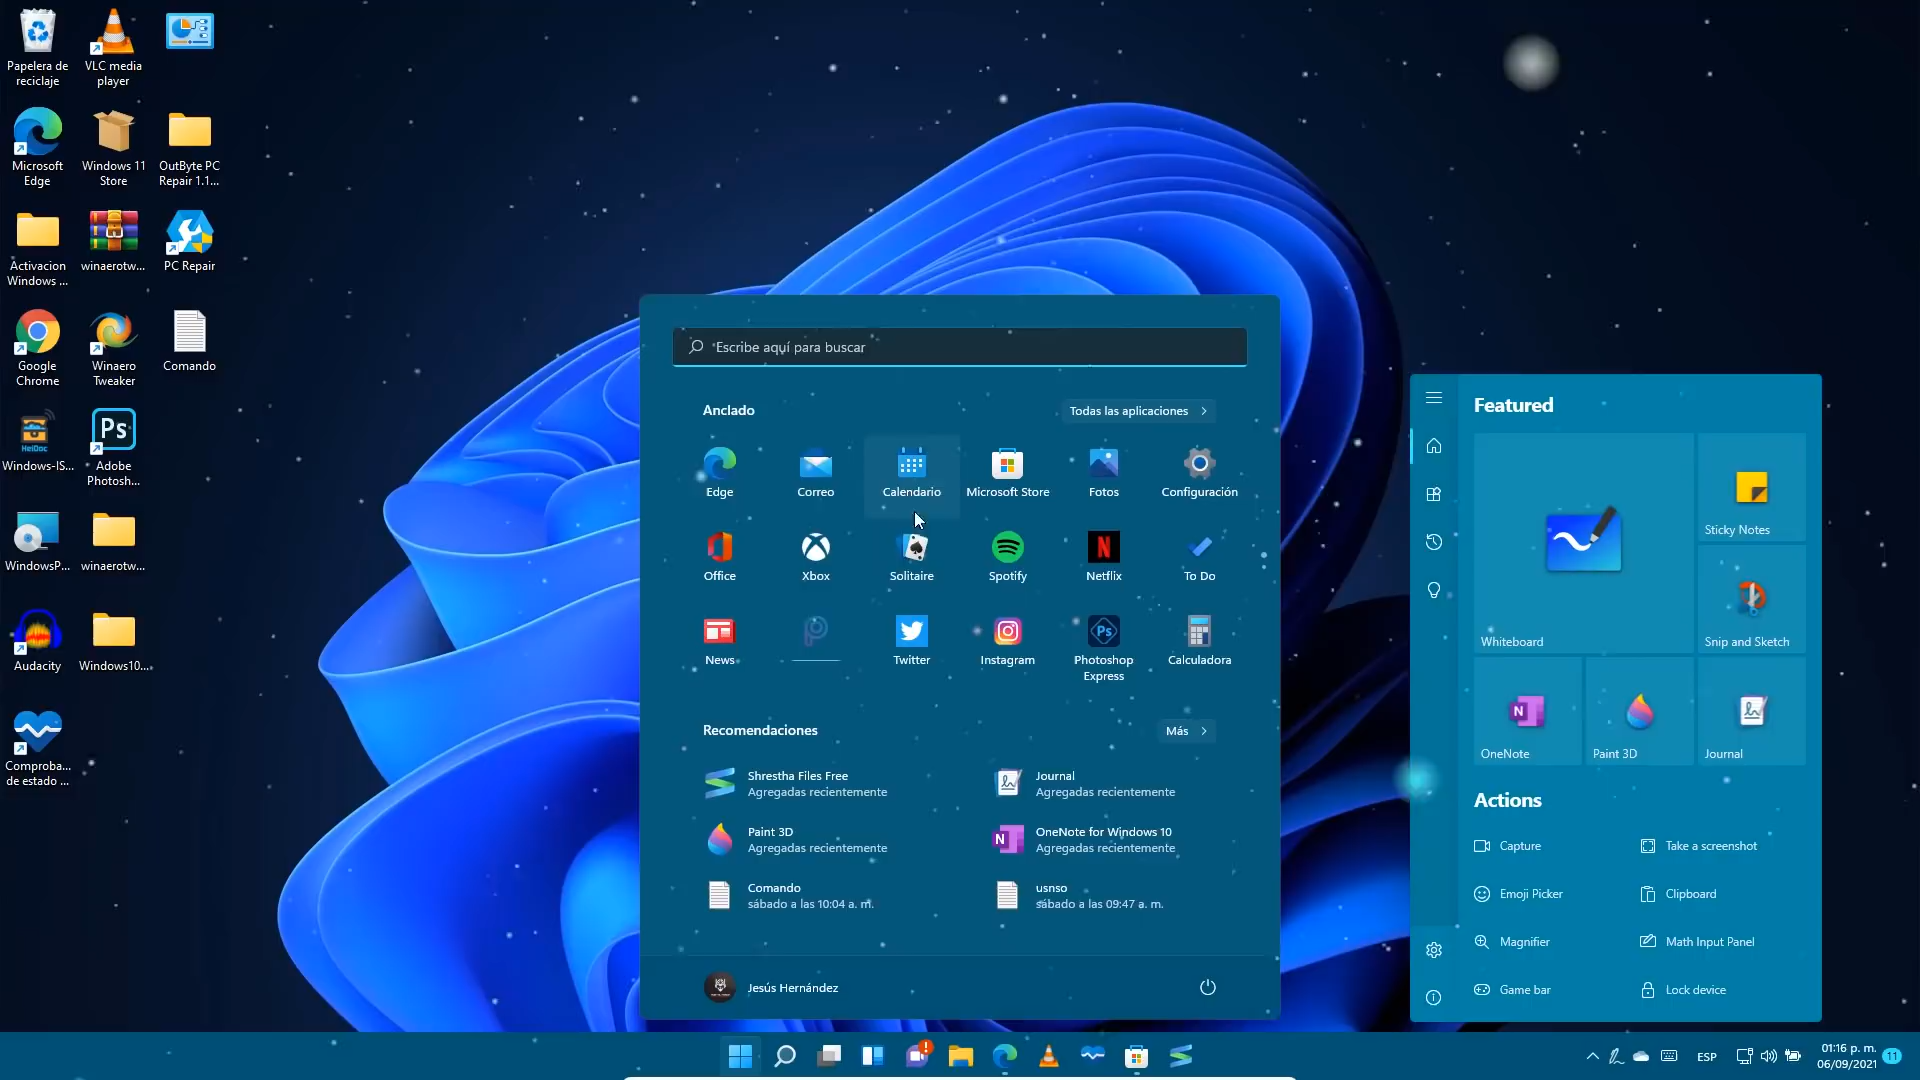 Papelera de
reciclaje
VLC media
player
Microsoft
Edge
Windows 11
Store
OutByte PC
Repair 1.1...
Activacion
Windows ...
winaerotw...
PC Repair
Google
Chrome
Winaero
Tweaker
Comando
HeiDoc
Windows-IS...
Ps
Adobe
Photosh...
WindowsP...
winaerotw...
Audacity
Windows10...
Comproba...
de estado ...
Escribe aquí para buscar
Anclado
Todas las aplicaciones
Edge
Correo
Calendario
Microsoft Store
Fotos
Configuración
Office
Xbox
Solitaire
Spotify
Netflix
To Do
News
Twitter
Instagram
Ps
Photoshop
Express
Calculadora
Recomendaciones
Más
Shrestha Files Free
Agregadas recientemente
Journal
Agregadas recientemente
Paint 3D
Agregadas recientemente
OneNote for Windows 10
Agregadas recientemente
Comando
sábado a las 10:04 a. m.
usnso
sábado a las 09:47 a. m.
Jesús Hernández
Featured
Whiteboard
Sticky Notes
Snip and Sketch
OneNote
Paint 3D
Journal
Actions
Capture
Take a screenshot
Emoji Picker
Clipboard
Magnifier
Math Input Panel
Game bar
Lock device
ESP
01:16 p. m.
06/09/2021
11